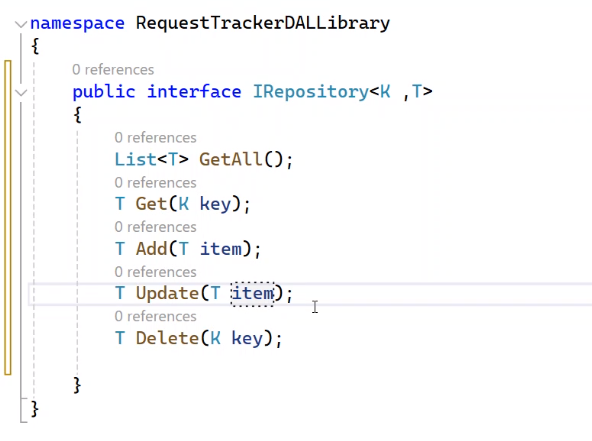 namespace RequestTrackerDALLibrary
{
0 references
public interface IRepository<K ,T>
{
0 references
List<T> GetAll();
0 references
T Get(K key);
0 references
T Add(T item);
0 references
T Update(T item);
0 references
T Delete(K key);
}
}